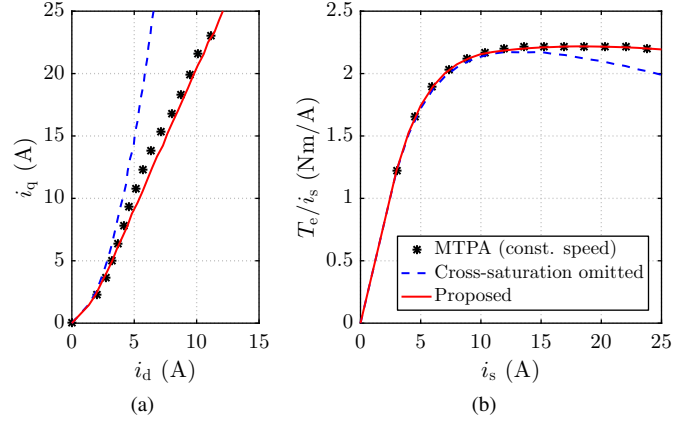 25
20
15
10
5
0
0
5
10
15
i_q (A)
i_d (A)
(a)
2.5
2
1.5
1
0.5
0
0
5
10
15
20
25
T_e/i_s (Nm/A)
MTPA (const. speed)
Cross-saturation omitted
Proposed
i_s (A)
(b)